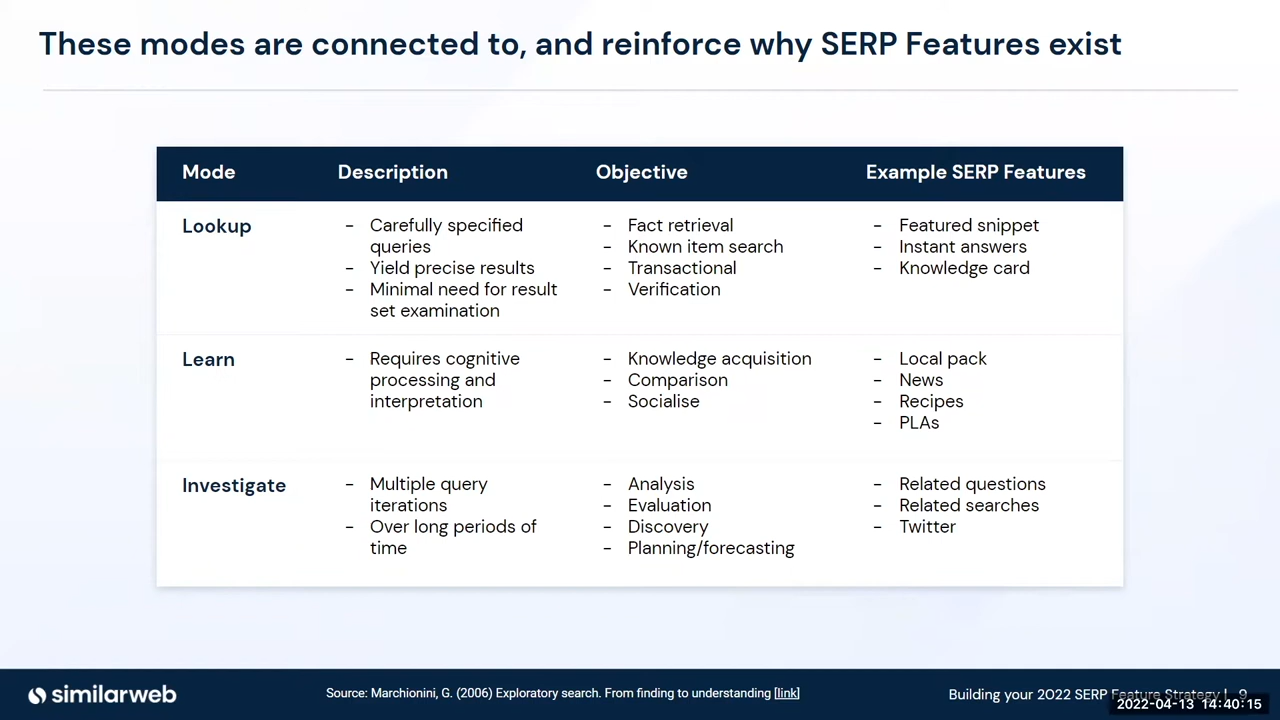 These modes are connected to, and reinforce why SERP Features exist
Mode Description Objective Example SERP Features
Lookup
- Carefully specified
queries
- Yield precise results
- Minimal need for result
set examination
- Fact retrieval
- Known item search
- Transactional
- Verification
- Featured snippet
- Instant answers
- Knowledge card
Learn
- Requires cognitive
processing and
interpretation
- Knowledge acquisition
- Comparison
- Socialise
- Local pack
- News
- Recipes
- PLAs
Investigate
- Multiple query
iterations
- Over long periods of
time
- Analysis
- Evaluation
- Discovery
- Planning/forecasting
- Related questions
- Related searches
- Twitter
similarweb
Source: Marchionini, G. (2006) Exploratory search. From finding to understanding [link]
Building your 2022 SERP Feature Strategy | 9
2022-04-13 14:40:15